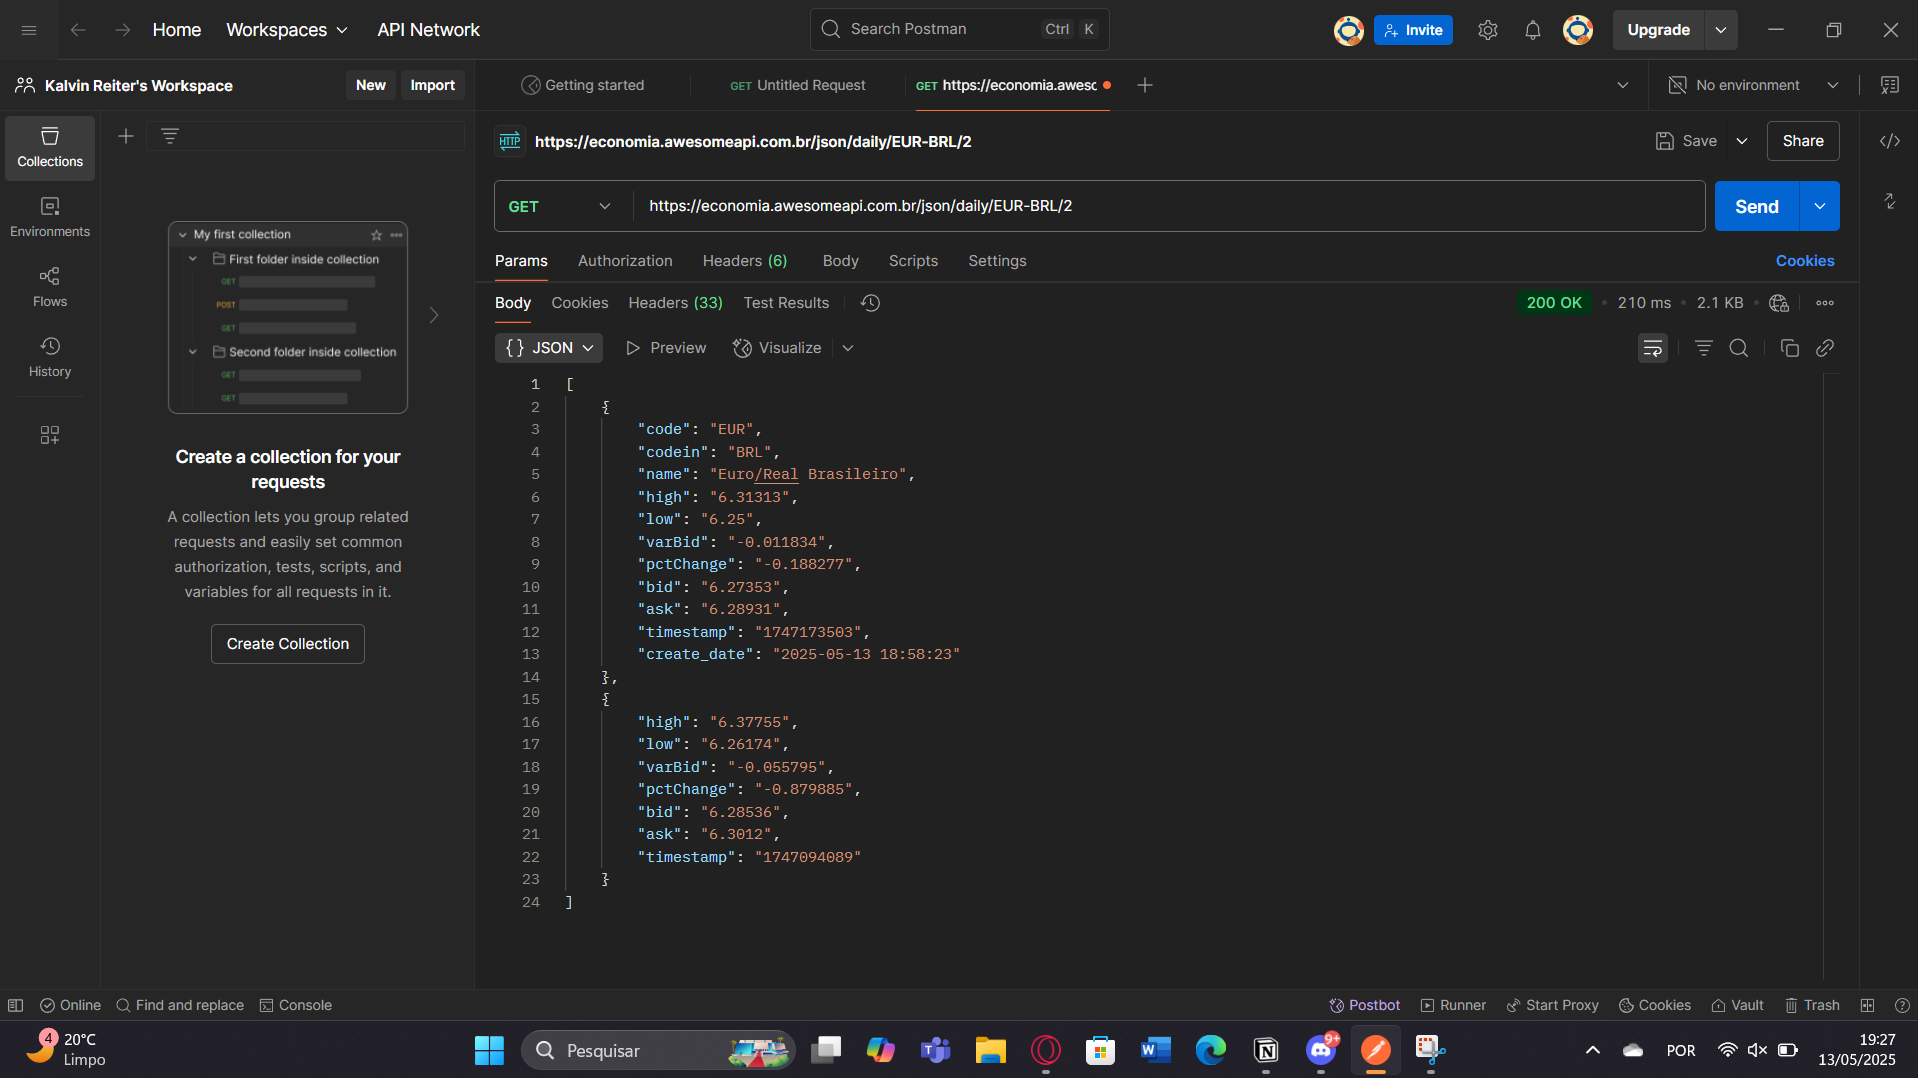 Home
Workspaces
API Network
Search Postman
Ctrl
K
Invite
Upgrade
Kalvin Reiter's Workspace
New
Import
Getting started
GET Untitled Request
GET https://economia.awesc
No environment
Collections
Environments
Flows
History
My first collection
First folder inside collection
GET
POST
GET
Second folder inside collection
GET
GET
Create a collection for your
requests
A collection lets you group related
requests and easily set common
authorization, tests, scripts, and
variables for all requests in it.
Create Collection
HTTP
https://economia.awesomeapi.com.br/json/daily/EUR-BRL/2
Save
Share
GET
https://economia.awesomeapi.com.br/json/daily/EUR-BRL/2
Send
Params
Authorization
Headers (6)
Body
Scripts
Settings
Cookies
Body
Cookies
Headers (33)
Test Results
200 OK
210 ms
2.1 KB
{} JSON
Preview
Visualize
1 [
2 {
3 "code": "EUR",
4 "codein": "BRL",
5 "name": "Euro/Real Brasileiro",
6 "high": "6.31313",
7 "low": "6.25",
8 "varBid": "-0.011834",
9 "pctChange": "-0.188277",
10 "bid": "6.27353",
11 "ask": "6.28931",
12 "timestamp": "1747173503",
13 "create_date": "2025-05-13 18:58:23"
14 },
15 {
16 "high": "6.37755",
17 "low": "6.26174",
18 "varBid": "-0.055795",
19 "pctChange": "-0.879885",
20 "bid": "6.28536",
21 "ask": "6.3012",
22 "timestamp": "1747094089"
23 }
24 ]
Online
Find and replace
Console
Postbot
Runner
Start Proxy
Cookies
Vault
Trash
4
20°C
Limpo
Pesquisar
9+
POR
19:27
13/05/2025